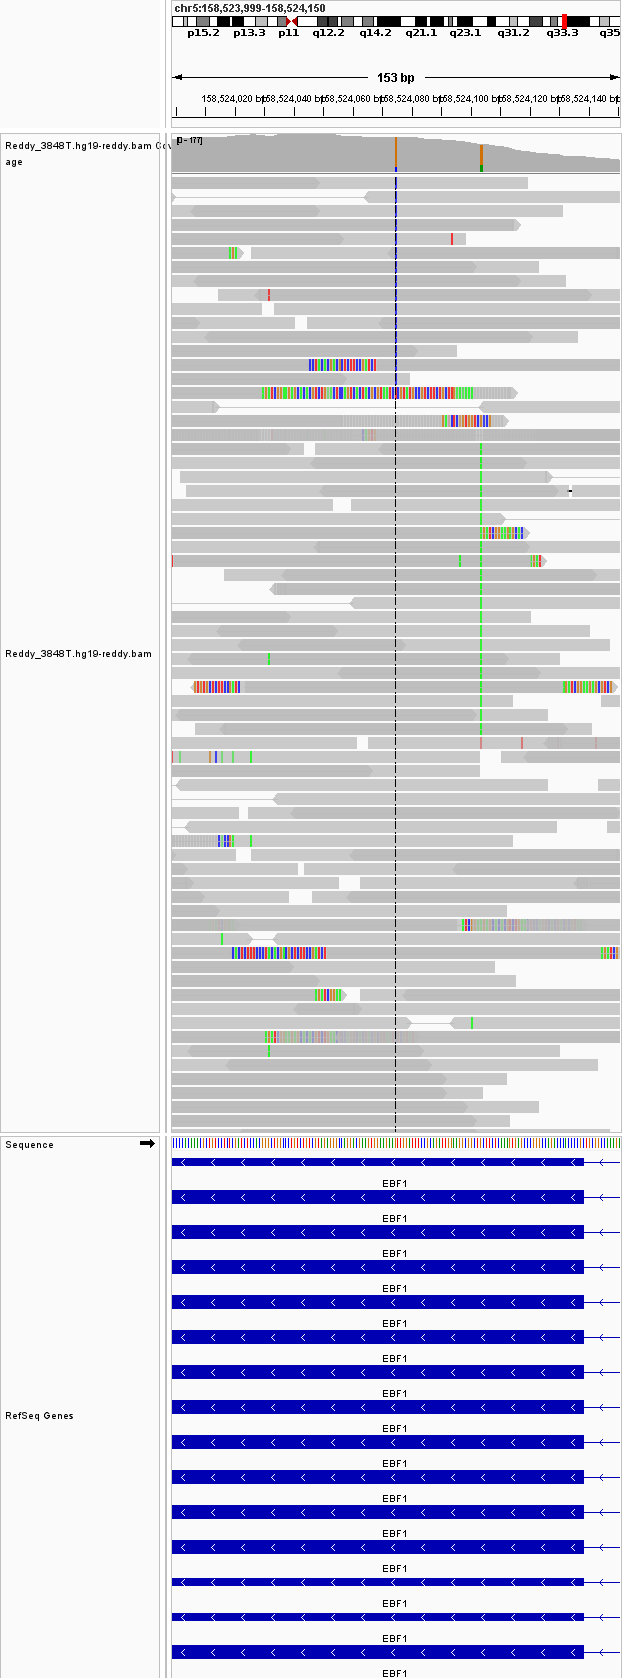 chr5:158,523,999-158,524,150
p15.2 p13.3 p11 q12.2 q14.2 q21.1 q23.1 q31.2 q33.3 q35
153 bp
158,524,020 bp 158,524,040 bp 158,524,060 bp 158,524,080 bp 158,524,100 bp 158,524,120 bp 158,524,140 bp
Reddy_3848T.hg19-reddy.bam Cov
age
[0 - 177]
Reddy_3848T.hg19-reddy.bam
Sequence
EBF1
EBF1
EBF1
EBF1
EBF1
EBF1
EBF1
RefSeq Genes
EBF1
EBF1
EBF1
EBF1
EBF1
EBF1
EBF1
EBF1